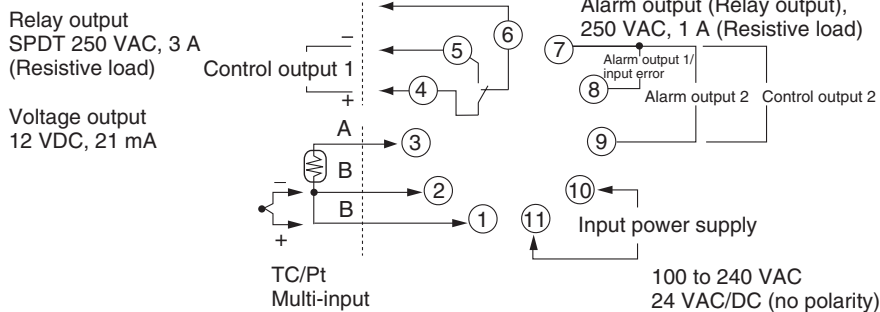 Alarm output (Relay output),
250 VAC, 1 A (Resistive load)
Relay output
SPDT 250 VAC, 3 A
(Resistive load)
Control output 1
−
+
6
5
4
7
8
Alarm output 1/
input error
Alarm output 2
Control output 2
Voltage output
12 VDC, 21 mA
A
3
B
2
B
1
−
+
9
10
11
Input power supply
TC/Pt
Multi-input
100 to 240 VAC
24 VAC/DC (no polarity)